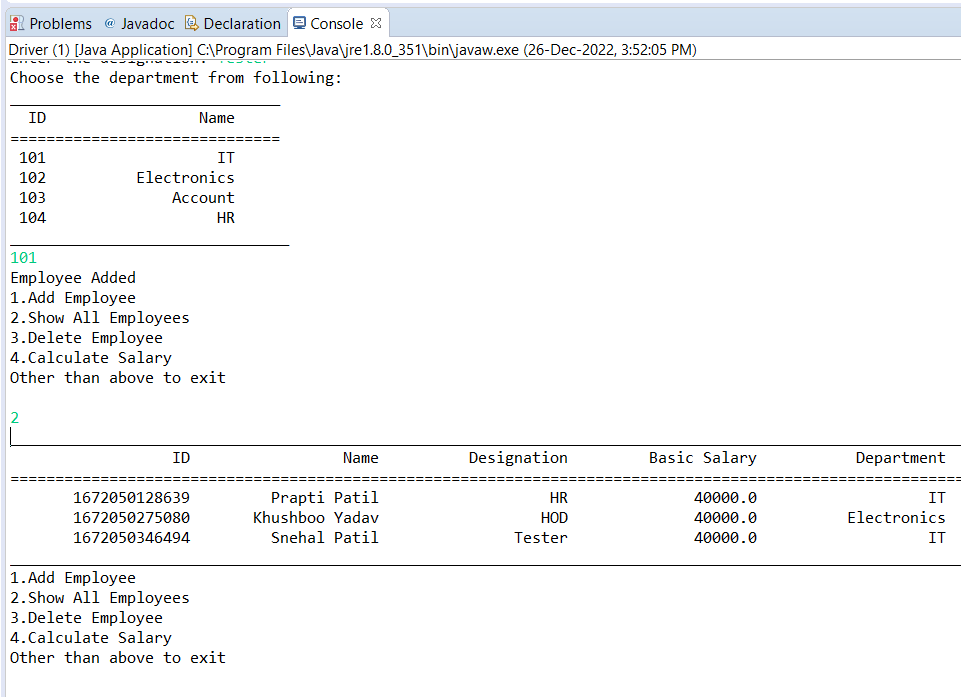 Problems @ Javadoc Declaration Console
Driver (1) [Java Application] C:\Program Files\Java\jre1.8.0_351\bin\javaw.exe (26-Dec-2022, 3:52:05 PM)
Enter the designation: Tester
Choose the department from following:
______________________________
ID Name
==============================
101 IT
102 Electronics
103 Account
104 HR
_______________________________
101
Employee Added
1.Add Employee
2.Show All Employees
3.Delete Employee
4.Calculate Salary
Other than above to exit
2
ID Name Designation Basic Salary Department
1672050128639 Prapti Patil HR 40000.0 IT
1672050275080 Khushboo Yadav HOD 40000.0 Electronics
1672050346494 Snehal Patil Tester 40000.0 IT
1.Add Employee
2.Show All Employees
3.Delete Employee
4.Calculate Salary
Other than above to exit